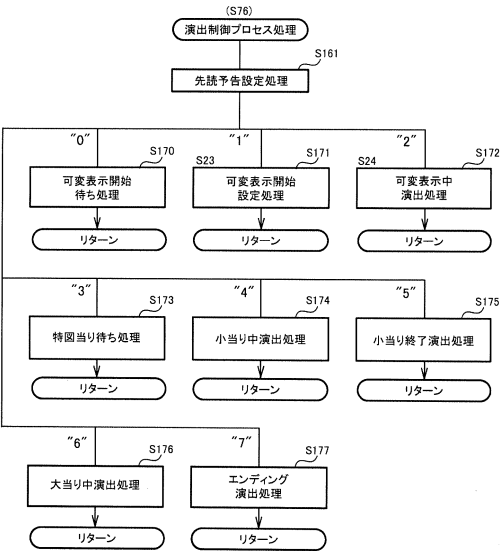 (S76)
演出制御プロセス処理
S161
先読予告設定処理
"0"
"1"
"2"
S170
可変表示開始
待ち処理
リターン
S23
S171
可変表示開始
設定処理
リターン
S24
S172
可変表示中
演出処理
リターン
"3"
"4"
"5"
S173
特図当り待ち処理
リターン
S174
小当り中演出処理
リターン
S175
小当り終了演出処理
リターン
"6"
"7"
S176
大当り中演出処理
リターン
S177
エンディング
演出処理
リターン